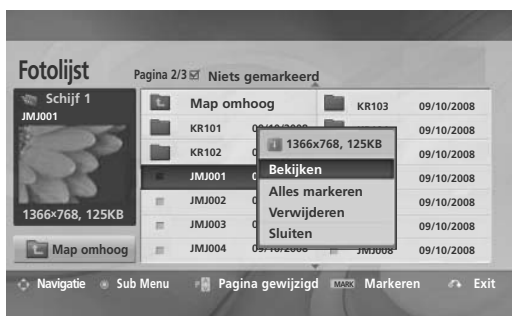 Fotolijst Pagina 2/3 Niets gemarkeerd
Schijf 1
JMJ001
1366×768, 125KB
Map omhoog
Map omhoog KR103 09/10/2008
KR101 09/10/2008
KR102 09/10/2008
JMJ001 09/10/2008
JMJ002 09/10/2008
JMJ003 09/10/2008
JMJ004 09/10/2008 JMJ008 09/10/2008
1366x768, 125KB
Bekijken
Alles markeren
Verwijderen
Sluiten
Navigatie Sub Menu Pagina gewijzigd MARK Markeren Exit